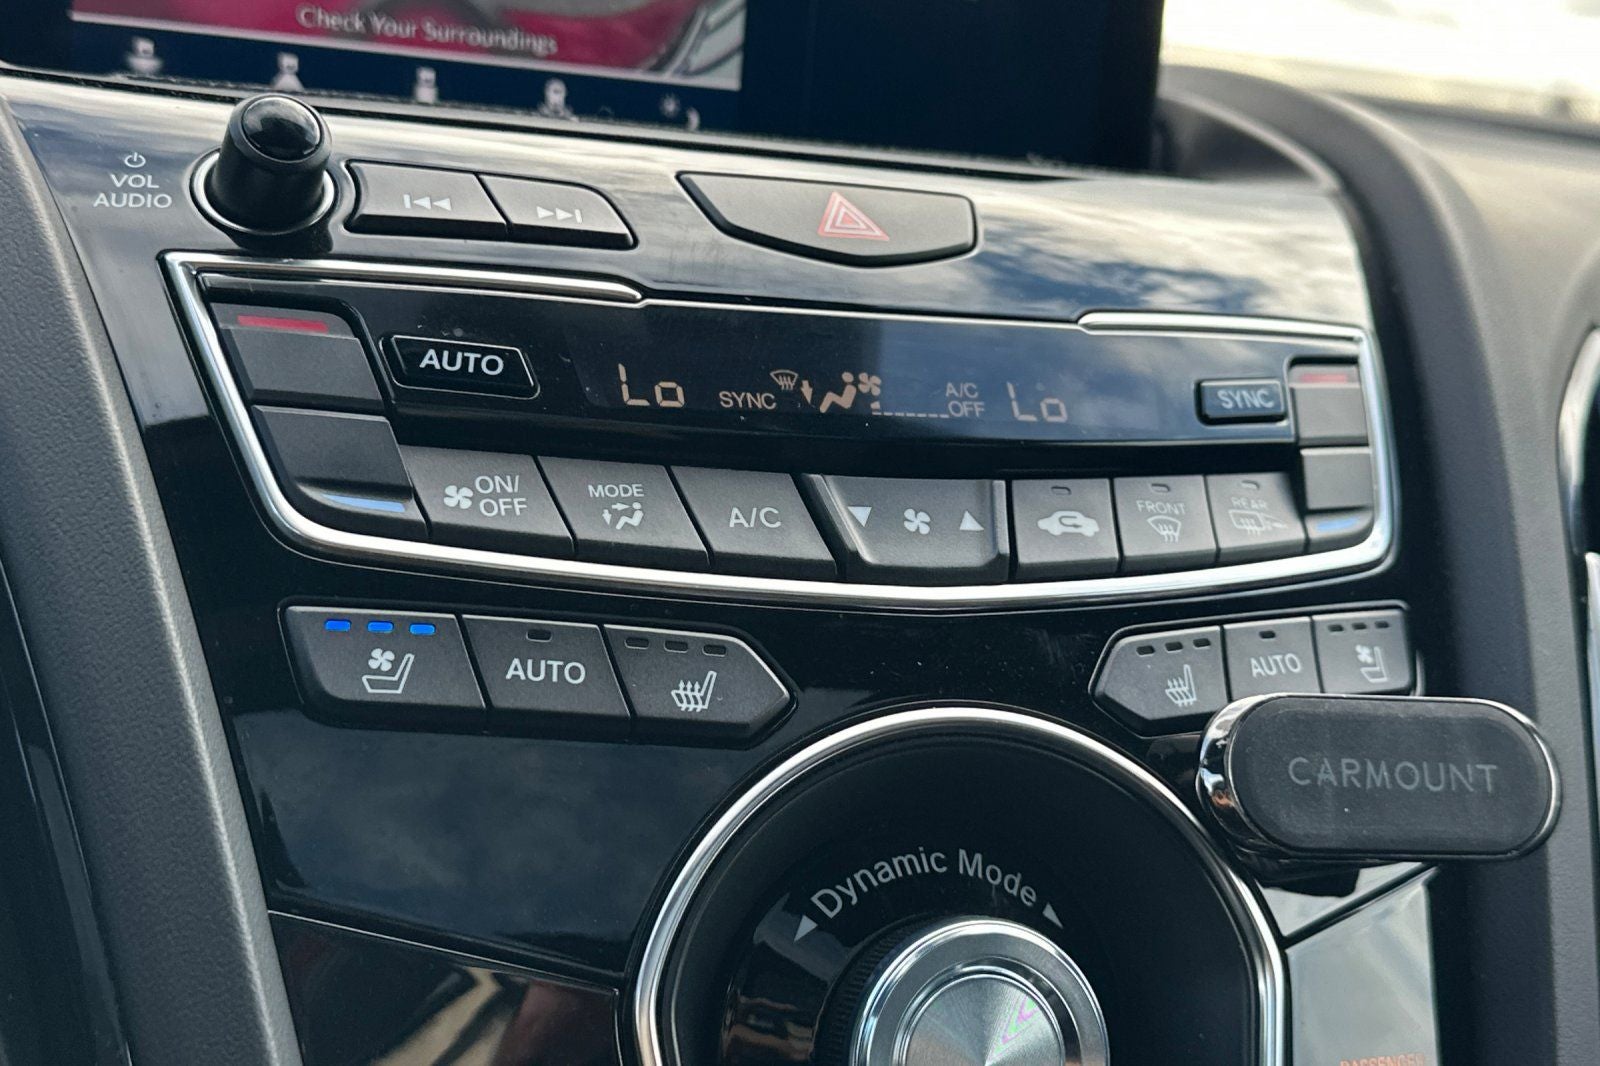 Check Your Surroundings
VOL
AUDIO
AUTO
Lo
SYNC
A/C
OFF
Lo
SYNC
ON/
OFF
MODE
A/C
FRONT
REAR
AUTO
AUTO
CARMOUNT
Dynamic Mode
PASSENGER